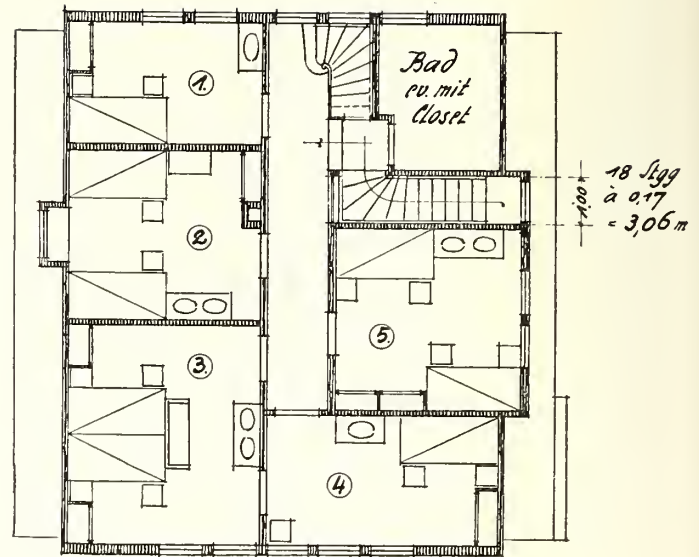 1.
Bad
ev. mit
Closet
18 Stgg
à 0.17
= 3,06 m
1.00
2
3.
5.
4